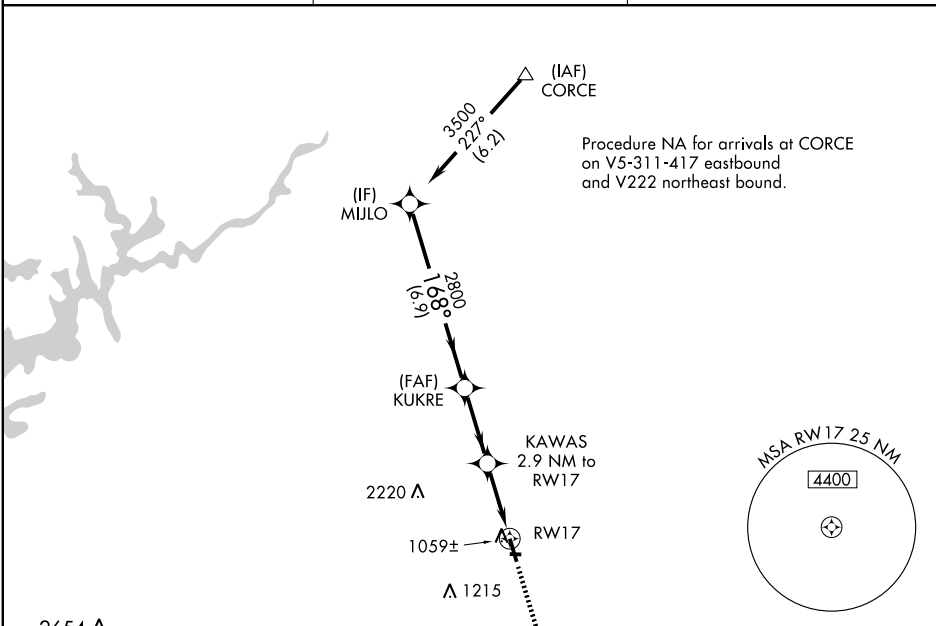 (IAF)
CORCE
3500
227°
(6.2)
Procedure NA for arrivals at CORCE
on V5-311-417 eastbound
and V222 northeast bound.
(IF)
MIJLO
2800
168°
(6.9)
(FAF)
KUKRE
KAWAS
2.9 NM to
RW17
MSA RW17 25 NM
4400
2220
1059±
RW17
1215